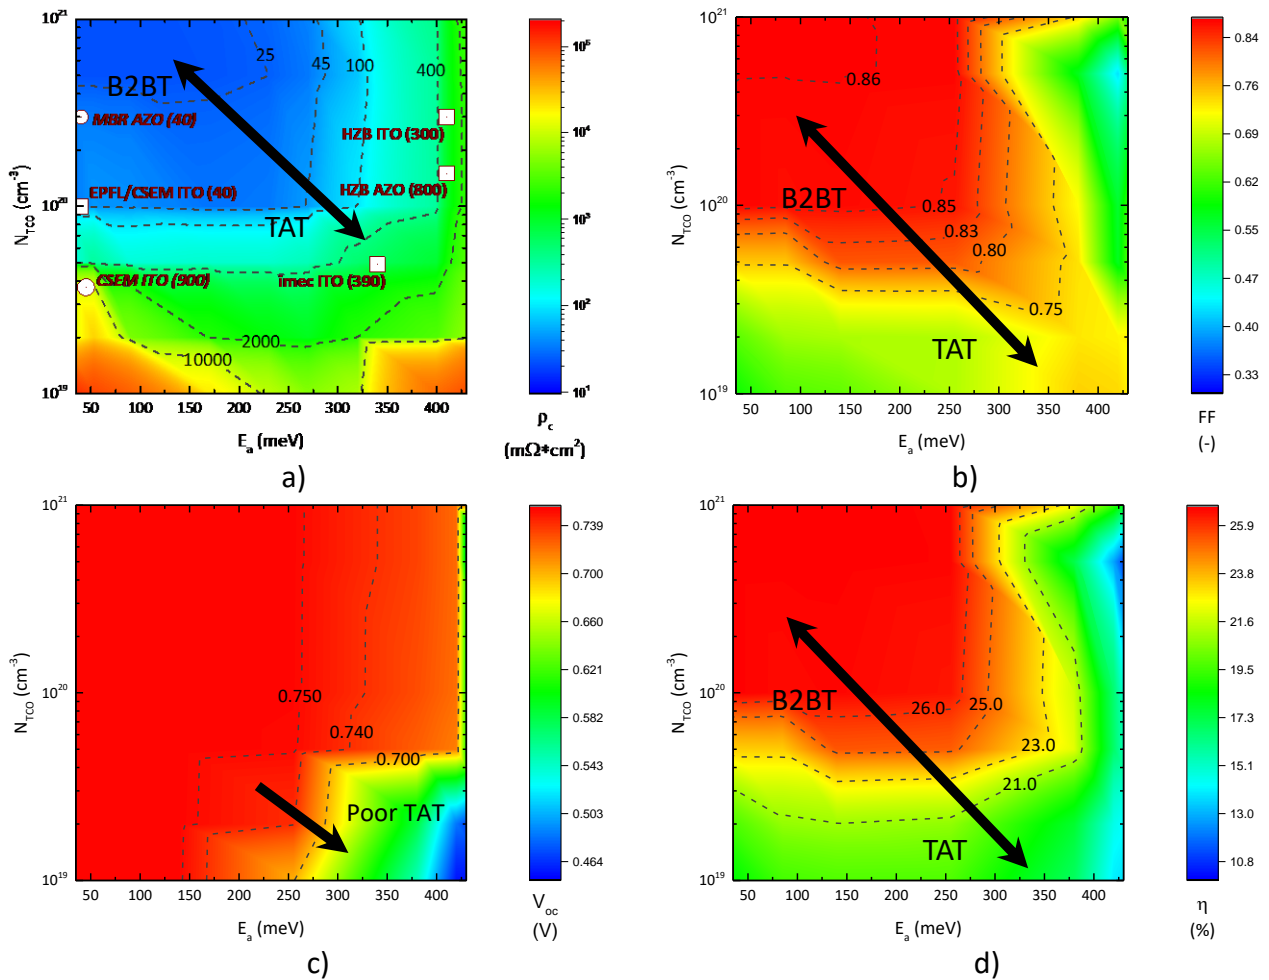 10²¹
10²⁰
10¹⁹
N_TCO (cm⁻³)
25
45
100
400
B2BT
MBR AZO (40)
HZB ITO (300)
EPFL/CSEM ITO (40)
HZB AZO (800)
TAT
CSEM ITO (900)
imec ITO (390)
2000
10000
50 100 150 200 250 300 350 400
E_a (meV)
10⁵
10⁴
10³
10²
10¹
ρ_c
(mΩ*cm²)
a)
10²¹
10²⁰
10¹⁹
N_TCO (cm⁻³)
0.86
B2BT
0.85
0.83
0.80
0.75
TAT
50 100 150 200 250 300 350 400
E_a (meV)
0.84
0.76
0.69
0.62
0.55
0.47
0.40
0.33
FF
(-)
b)
10²¹
10²⁰
10¹⁹
N_TCO (cm⁻³)
0.750
0.740
0.700
Poor TAT
50 100 150 200 250 300 350 400
E_a (meV)
0.739
0.700
0.660
0.621
0.582
0.543
0.503
0.464
V_oc
(V)
c)
10²¹
10²⁰
10¹⁹
N_TCO (cm⁻³)
B2BT
26.0
25.0
23.0
21.0
TAT
50 100 150 200 250 300 350 400
E_a (meV)
25.9
23.8
21.6
19.5
17.3
15.1
13.0
10.8
η
(%)
d)